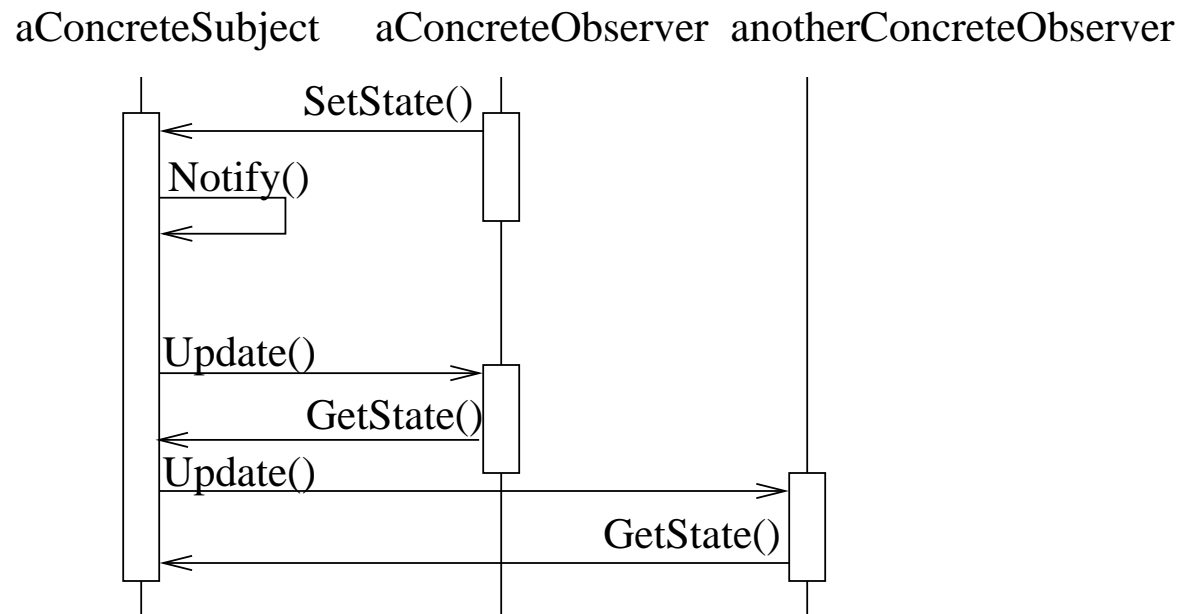 aConcreteSubject aConcreteObserver anotherConcreteObserver
SetState()
Notify()
Update()
GetState()
Update()
GetState()